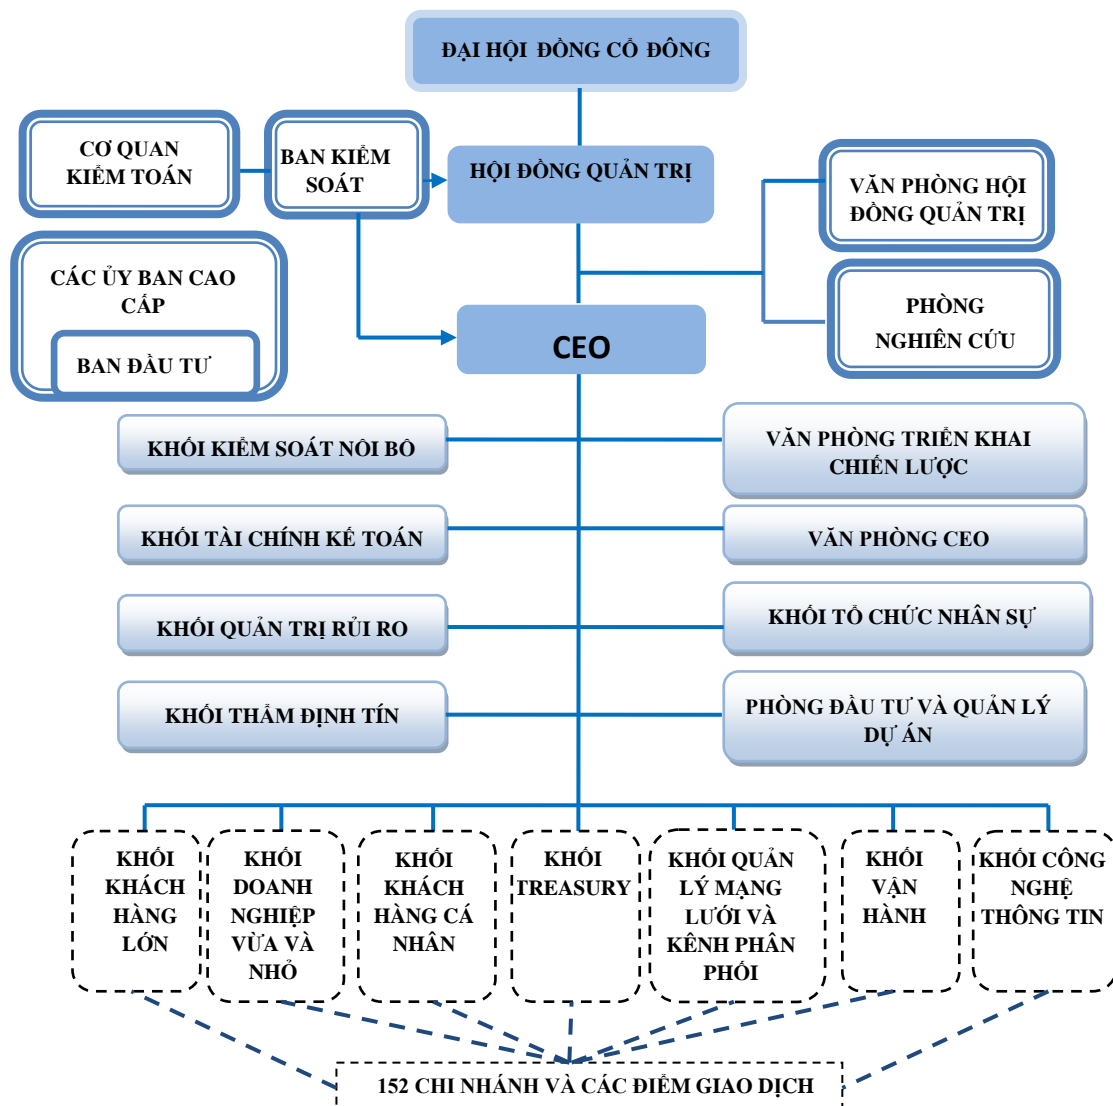 ĐẠI HỘI ĐỒNG CỔ ĐÔNG
CƠ QUAN
KIỂM TOÁN
BAN KIỂM
SOÁT
HỘI ĐỒNG QUẢN TRỊ
VĂN PHÒNG HỘI
ĐỒNG QUẢN TRỊ
CÁC ỦY BAN CAO
CẤP
BAN ĐẦU TƯ
PHÒNG
NGHIÊN CỨU
CEO
KHỐI KIỂM SOÁT NÔI BÔ
VĂN PHÒNG TRIỂN KHAI
CHIẾN LƯỢC
KHỐI TÀI CHÍNH KẾ TOÁN
VĂN PHÒNG CEO
KHỐI QUẢN TRỊ RỦI RO
KHỐI TỔ CHỨC NHÂN SỰ
KHỐI THẨM ĐỊNH TÍN
PHÒNG ĐẦU TƯ VÀ QUẢN LÝ
DỰ ÁN
KHỐI
KHÁCH
HÀNG
LỚN
KHỐI
DOANH
NGHIỆP
VỪA VÀ
NHỎ
KHỐI
KHÁCH
HÀNG CÁ
NHÂN
KHỐI
TREASURY
KHỐI QUẢN
LÝ MẠNG
LƯỚI VÀ
KÊNH PHÂN
PHỐI
KHỐI
VẬN
HÀNH
KHỐI CÔNG
NGHỆ
THÔNG TIN
152 CHI NHÁNH VÀ CÁC ĐIỂM GIAO DỊCH